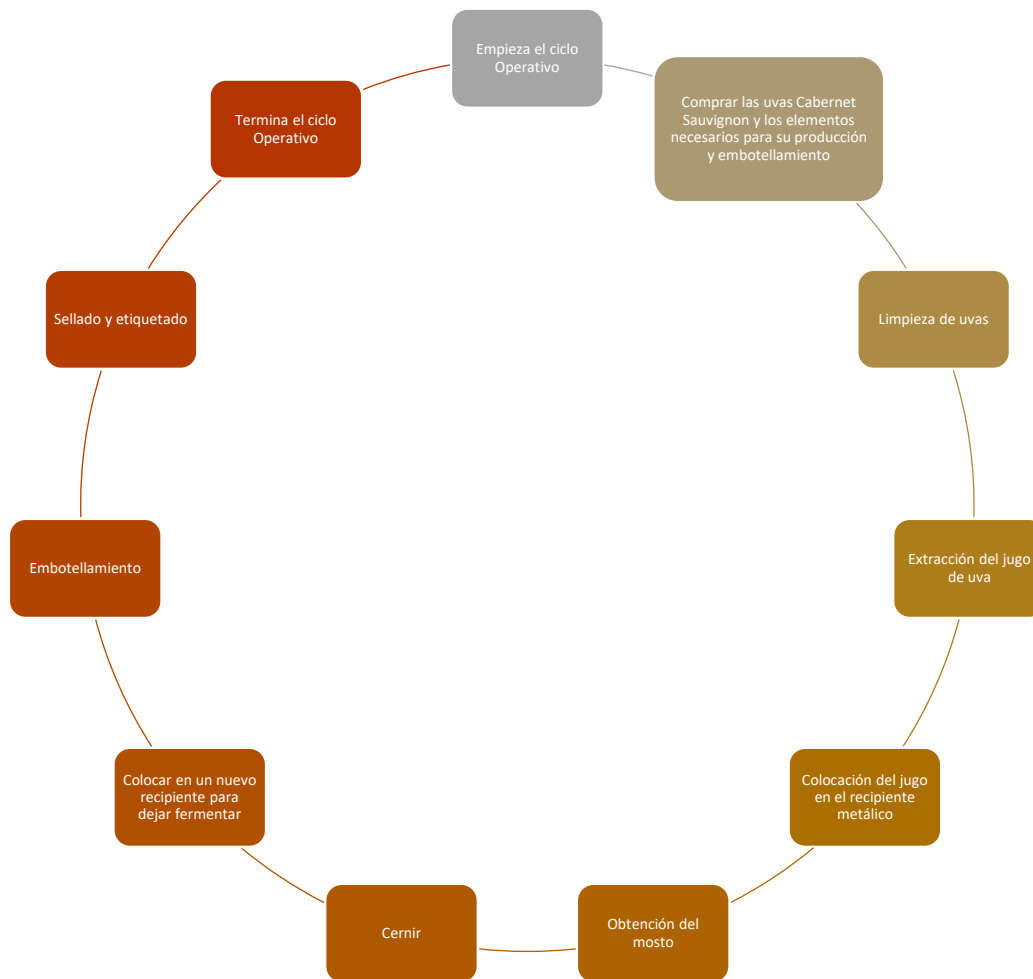 Empieza el ciclo
Operativo
Comprar las uvas Cabernet
Sauvignon y los elementos
necesarios para su producción
y embotellamiento
Limpieza de uvas
Extracción del jugo
de uva
Colocación del jugo
en el recipiente
metálico
Obtención del
mosto
Cernir
Colocar en un nuevo
recipiente para
dejar fermentar
Embotellamiento
Sellado y etiquetado
Termina el ciclo
Operativo